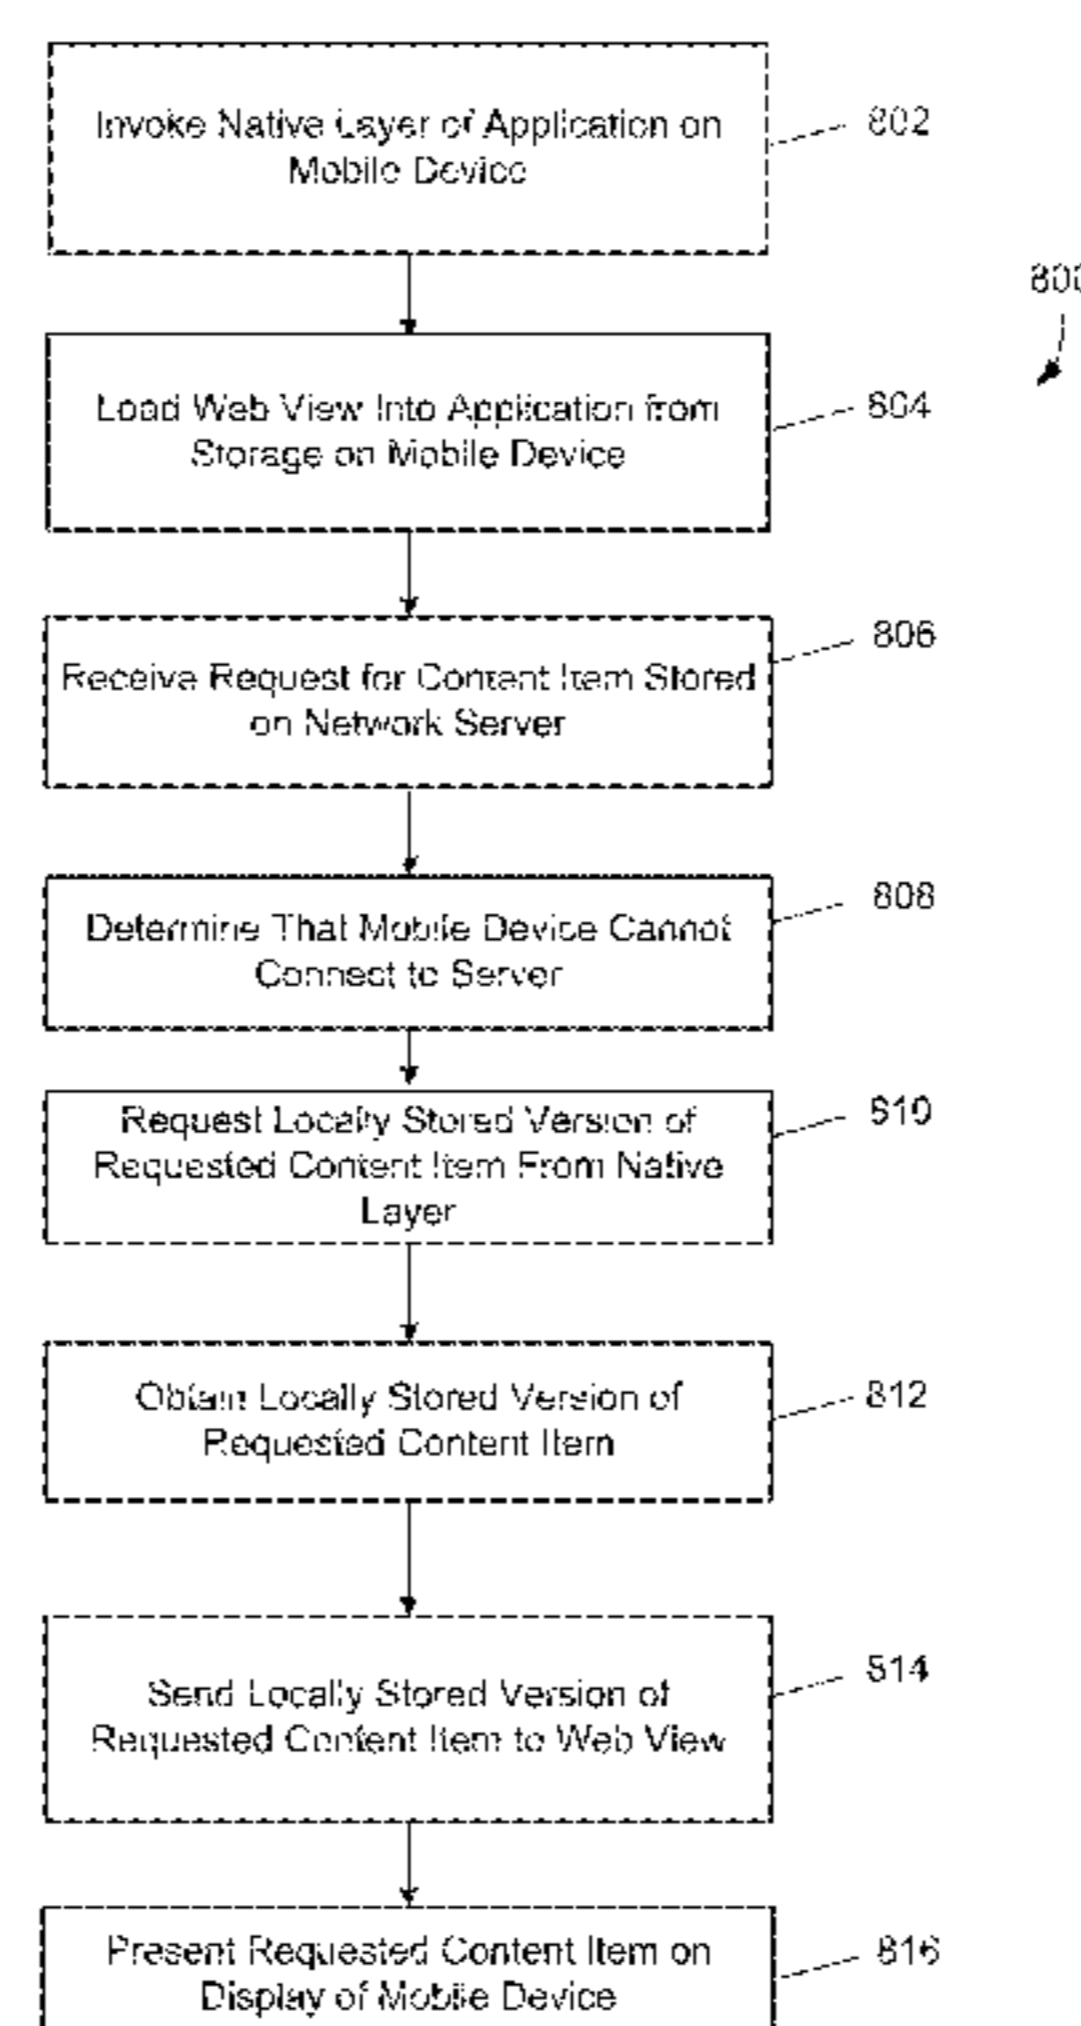 Invoke Native Layer of Application on
Mobile Device
802
800
Load Web View Into Application from
Storage on Mobile Device
804
Receive Request for Content Item Stored
on Network Server
806
Determine That Mobile Device Cannot
Connect to Server
808
Request Locally Stored Version of
Requested Content Item From Native
Layer
810
Obtain Locally Stored Version of
Requested Content Item
812
Send Locally Stored Version of
Requested Content Item to Web View
814
Present Requested Content Item on
Display of Mobile Device
816